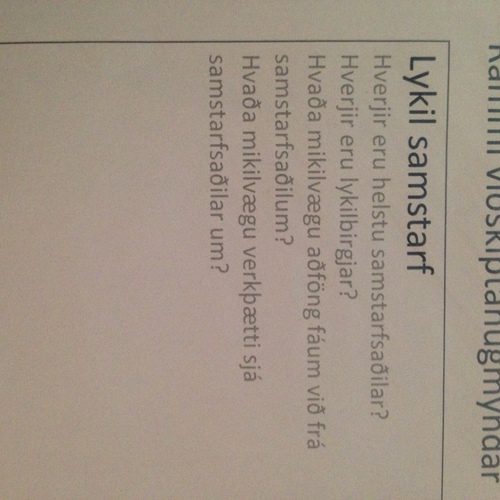 viðskiptahugmyndar
Lykil samstarf
Hverjir eru helstu samstarfsaðilar?
Hverjir eru lykilbirgjar?
Hvaða mikilvægu aðföng fáum við frá
samstarfsaðilum?
Hvaða mikilvægu verkþætti sjá
samstarfsaðilar um?